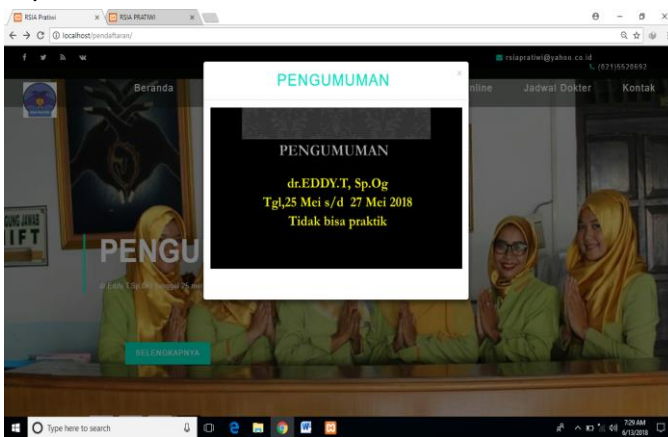 RSIA Pratiwi
RSIA PRATIWI
localhost/pendaftaran/
rsiapratiwi@yahoo.co.id
(021)5520692
Beranda
nline
Jadwal Dokter
Kontak
PENGUMUMAN
PENGUMUMAN
dr.EDDY.T, Sp.Og
Tgl,25 Mei s/d 27 Mei 2018
Tidak bisa praktik
PENGU
SELENGKAPNYA
Type here to search
7:29 AM
6/13/2018